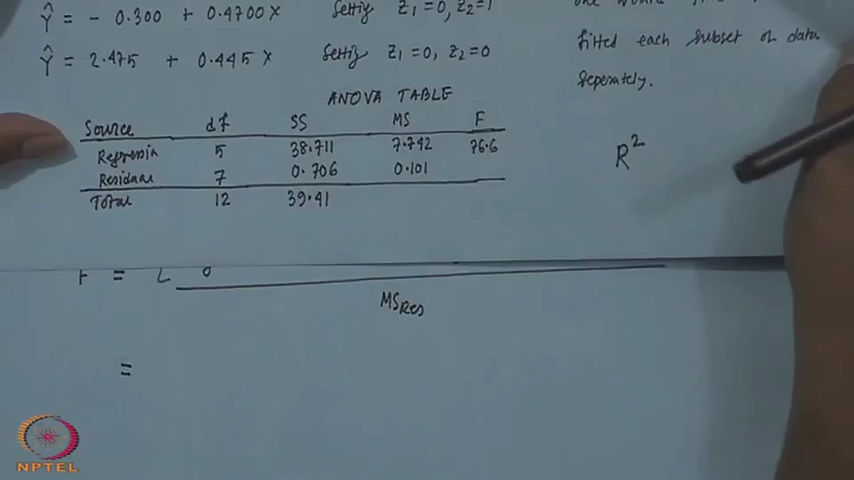 Ŷ = - 0.300 + 0.4700 X Setting Z₁ = 0, Z₂ = 1
Ŷ = 2.475 + 0.445 X Setting Z₁ = 0, Z₂ = 0
fitted each subset of data
seperately.
ANOVA TABLE
Source df SS MS F
Regression 5 38.711 7.742 76.6
Residual 7 0.706 0.101
Total 12 39.41
R²
F =
MS_Res
=
NPTEL